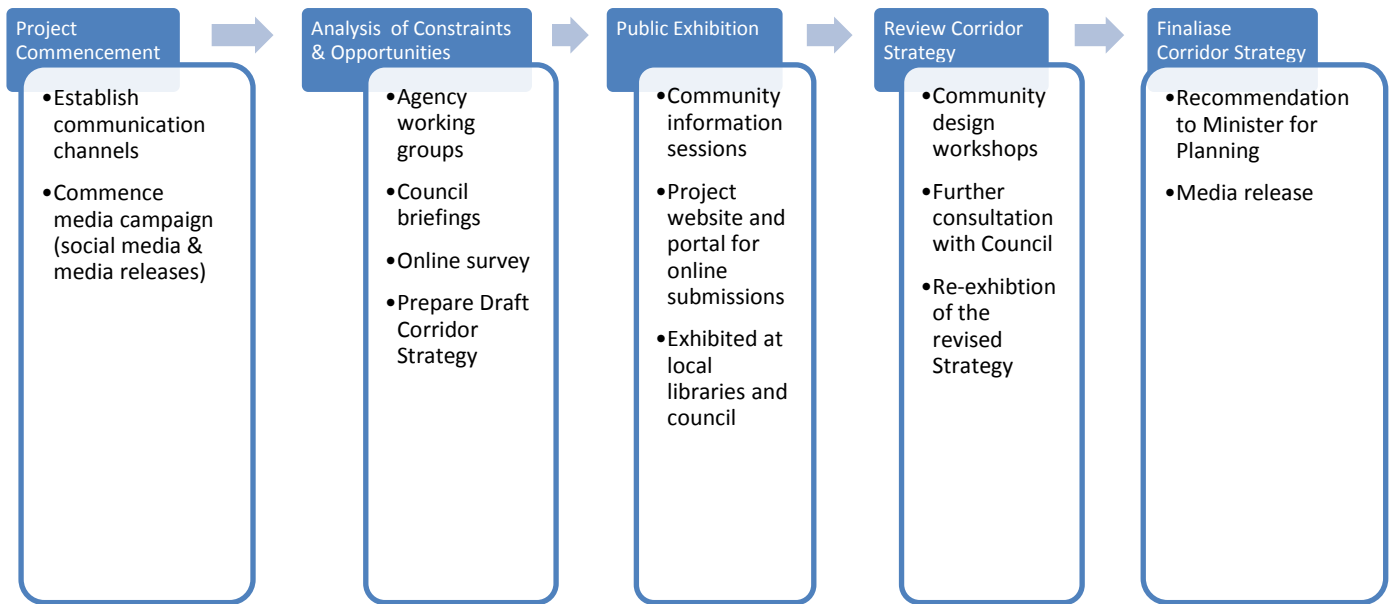 Project
Commencement
•Establish
communication
channels
•Commence
media campaign
(social media &
media releases)
Analysis of Constraints
& Opportunities
•Agency
working
groups
•Council
briefings
•Online survey
•Prepare Draft
Corridor
Strategy
Public Exhibition
•Community
information
sessions
•Project
website and
portal for
online
submissions
•Exhibited at
local
libraries and
council
Review Corridor
Strategy
•Community
design
workshops
•Further
consultation
with Council
•Re-exhibtion
of the
revised
Strategy
Finaliase
Corridor Strategy
•Recommendation
to Minister for
Planning
•Media release